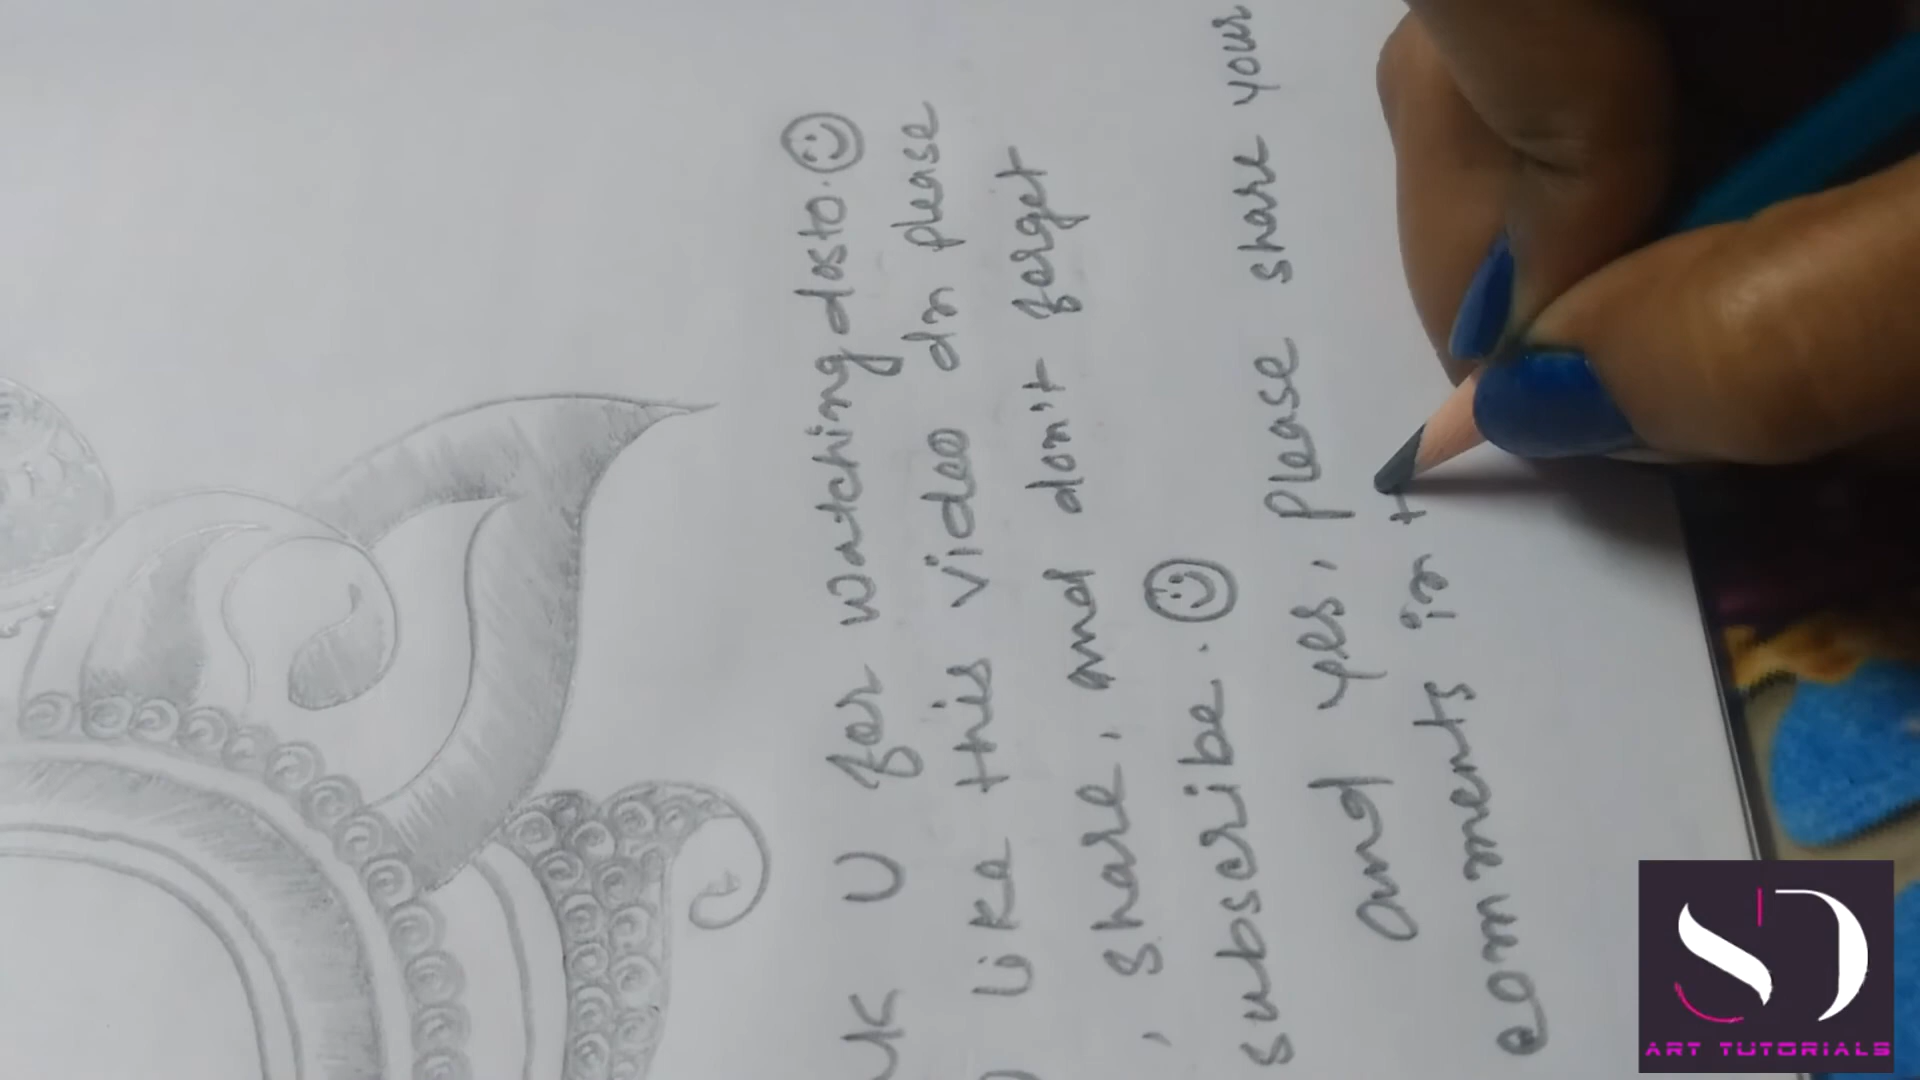 U for watching dosto.
like this video dn please
, share, and don't forget
subscribe.
and yes, please share your
comments in t
SD
ART TUTORIALS